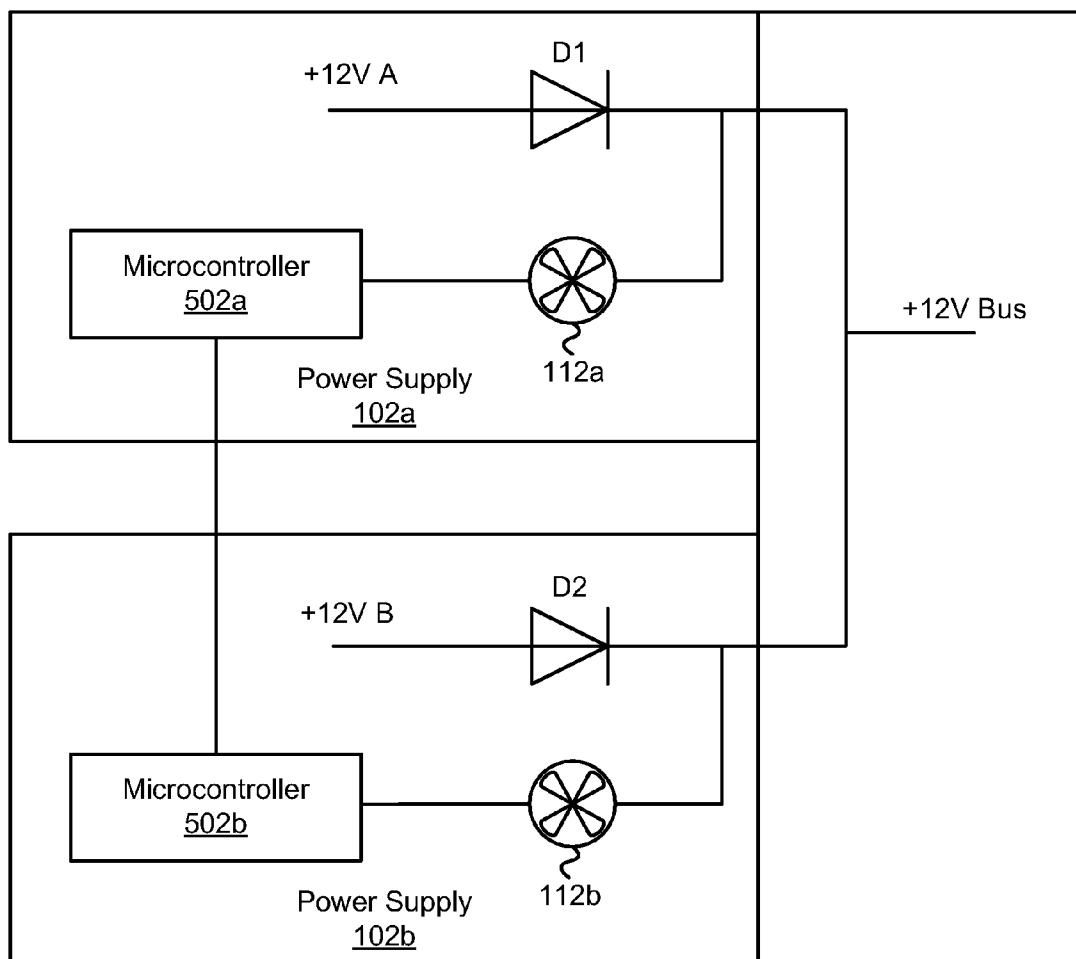 D1
+12V A
Microcontroller
502a
112a
+12V Bus
Power Supply
102a
D2
+12V B
Microcontroller
502b
112b
Power Supply
102b